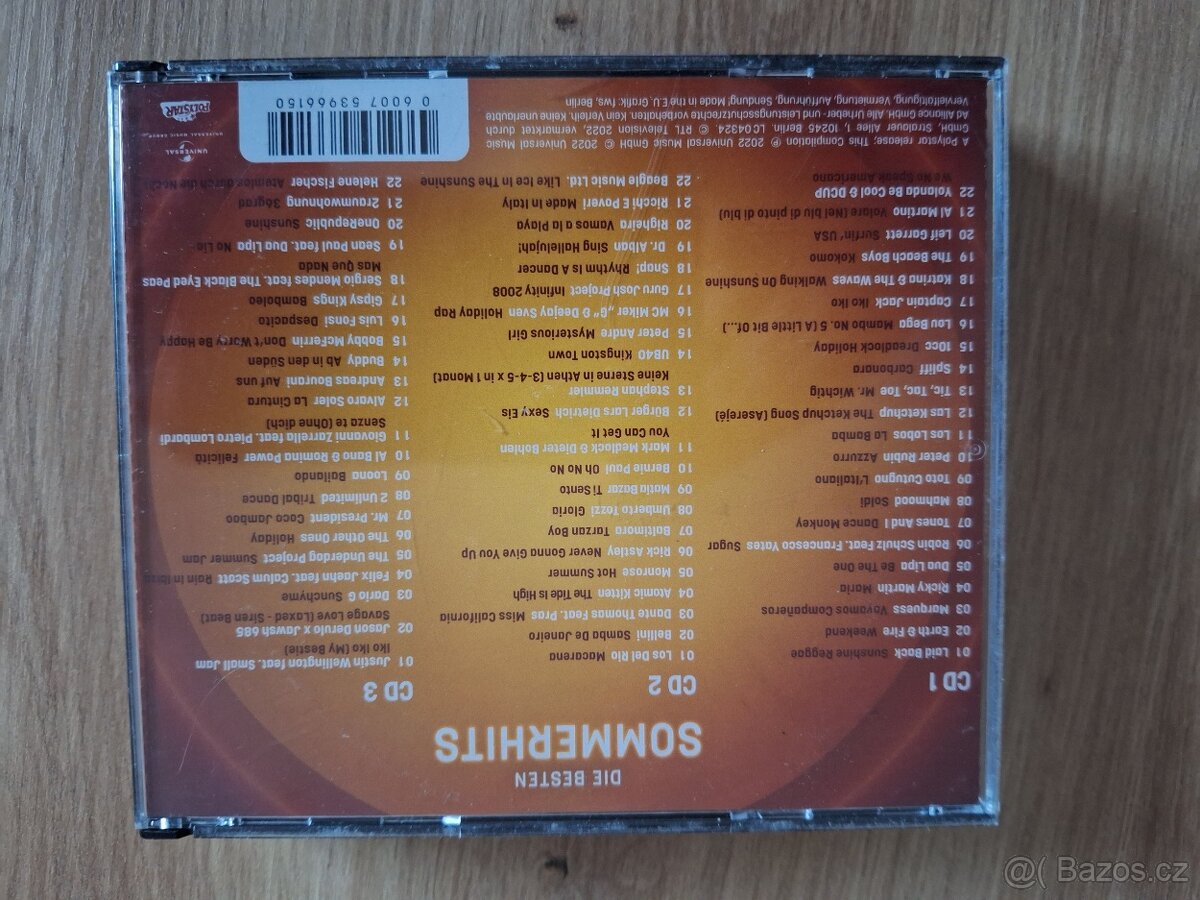 DIE BESTEN
SOMMERHITS
CD 1
01 Laid Back Sunshine Reggae
02 Earth & Fire Weekend
03 Marquess Vayamos Compañeros
04 Ricky Martin Maria
05 Dua Lipa Be The One
06 Robin Schulz Feat. Francesco Yates Sugar
07 Tones And I Dance Monkey
08 Mahmood Soldi
09 Toto Cutugno L'Italiano
10 Peter Rubin Azzurro
11 Los Lobos La Bamba
12 Las Ketchup The Ketchup Song (Aserejé)
13 Tic, Tac, Toe Mr. Wichtig
14 Spliff Carbonara
15 10cc Dreadlock Holiday
16 Lou Bega Mambo No. 5 (A Little Bit Of...)
17 Captain Jack Iko Iko
18 Katrina & The Waves Walking On Sunshine
19 The Beach Boys Kokomo
20 Leif Garrett Surfin' USA
21 Al Martino Volare (Nel blu di pinto di blu)
22 Yolanda Be Cool & DCUP
We No Speak Americano
CD 2
01 Los Del Rio Macarena
02 Bellini Samba De Janeiro
03 Dante Thomas Feat. Pras. Miss California
04 Atomic Kitten The Tide Is High
05 Monrose Hot Summer
06 Rick Astley Never Gonna Give You Up
07 Baltimora Tarzan Boy
08 Umberto Tozzi Gloria
09 Matia Bazar Ti Sento
10 Bernie Paul Oh No No
11 Mark Medlock & Dieter Bohlen
You Can Get It
12 Bürger Lars Dietrich Sexy Eis
13 Stephan Remmler
Keine Sterne in Athen (3-4-5 x in 1 Monat)
14 UB40 Kingston Town
15 Peter Andre Mysterious Girl
16 MC Miker „G“ & Deejay Sven Holiday Rap
17 Guru Josh Project Infinity 2008
18 Snap! Rhythm Is A Dancer
19 Dr. Alban Sing Hallelujah!
20 Righeira Vamos a la Playa
21 Ricchi E Poveri Made In Italy
22 Beagle Music Ltd. Like Ice In The Sunshine
CD 3
01 Justin Wellington feat. Small Jam
Iko Iko (My Bestie)
02 Jason Derulo x Jawsh 685
Savage Love (Laxed - Siren Beat)
03 Dario G Sunchyme
04 Felix Jaehn feat. Calum Scott Rain in Ibiza
05 The Underdog Project Summer Jam
06 The Other Ones Holiday
07 Mr. President Coco Jamboo
08 2 Unlimited Tribal Dance
09 Loona Bailando
10 Al Bano & Romina Power Felicità
11 Giovanni Zarrella feat. Pietro Lombardi
Senza te (Ohne dich)
12 Alvaro Soler La Cintura
13 Andreas Bourani Auf uns
14 Buddy Ab in den Süden
15 Bobby McFerrin Don't Worry Be Happy
16 Luis Fonsi Despacito
17 Gipsy Kings Bamboleo
18 Sergio Mendes feat. The Black Eyed Peas
Mas Que Nada
19 Sean Paul feat. Dua Lipa No Lie
20 OneRepublic Sunshine
21 2raumwohnung 36grad
22 Helene Fischer Atemlos durch die Nacht
A Polystar release; This Compilation ℗ 2022 Universal Music
GmbH, Stralauer Allee 1, 10245 Berlin © 2022 Universal Music
GmbH LC04324 © RTL Television 2022, vermarktet durch
Ad Alliance GmbH. Alle Urheber- und Leistungsschutzrechte vorbehalten. Kein Verleih. Keine unerlaubte
Vervielfältigung, Vermietung, Aufführung, Sendung! Made in the E.U. Grafik: fws, Berlin
0 6007 53966150
UNIVERSAL
UNIVERSAL MUSIC GROUP
POLYSTAR
@( Bazos.cz